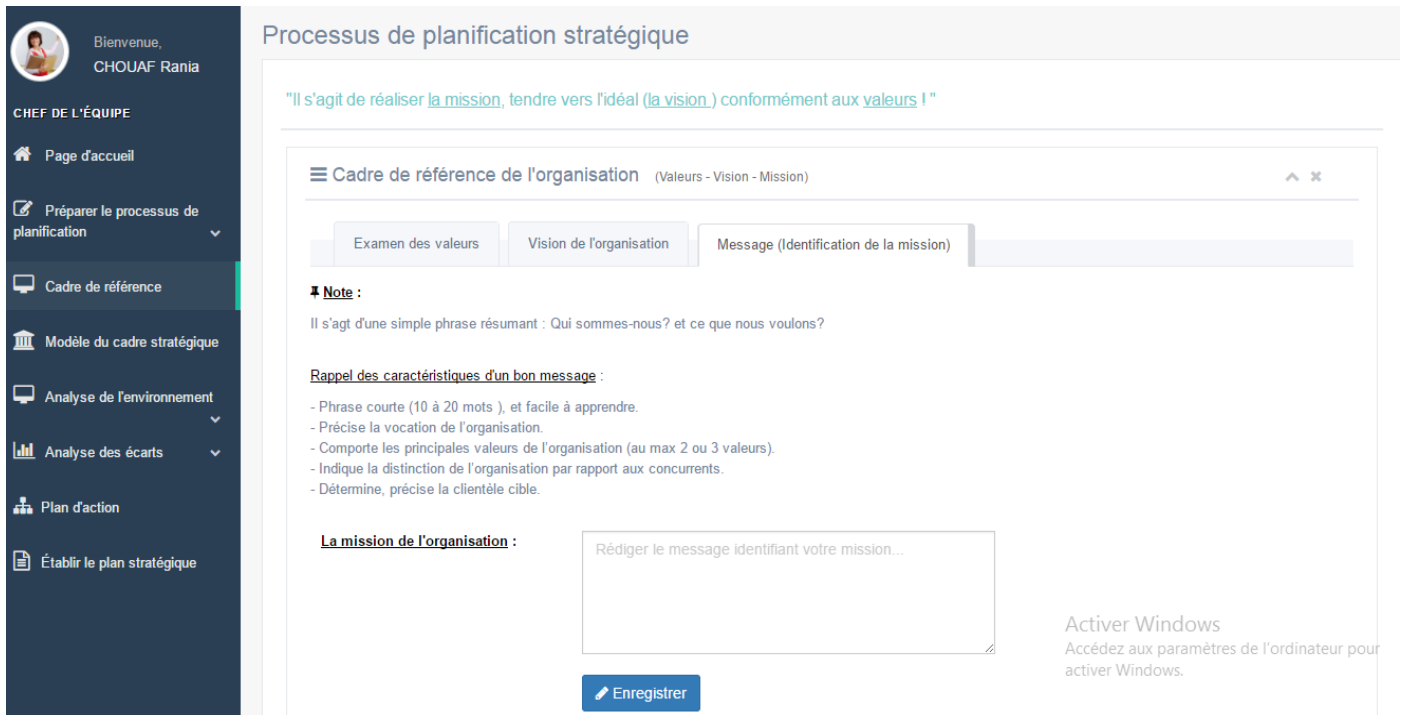 Bienvenue,
CHOUAF Rania
CHEF DE L'ÉQUIPE
Page d'accueil
Préparer le processus de
planification
Cadre de référence
Modèle du cadre stratégique
Analyse de l'environnement
Analyse des écarts
Plan d'action
Établir le plan stratégique
Processus de planification stratégique
"Il s'agit de réaliser la mission, tendre vers l'idéal (la vision ) conformément aux valeurs ! "
Cadre de référence de l'organisation (Valeurs - Vision - Mission)
Examen des valeurs
Vision de l'organisation
Message (Identification de la mission)
Note :
Il s'agt d'une simple phrase résumant : Qui sommes-nous? et ce que nous voulons?
Rappel des caractéristiques d'un bon message :
- Phrase courte (10 à 20 mots ), et facile à apprendre.
- Précise la vocation de l'organisation.
- Comporte les principales valeurs de l'organisation (au max 2 ou 3 valeurs).
- Indique la distinction de l'organisation par rapport aux concurrents.
- Détermine, précise la clientèle cible.
La mission de l'organisation :
Rédiger le message identifiant votre mission...
Enregistrer
Activer Windows
Accédez aux paramètres de l'ordinateur pour
activer Windows.